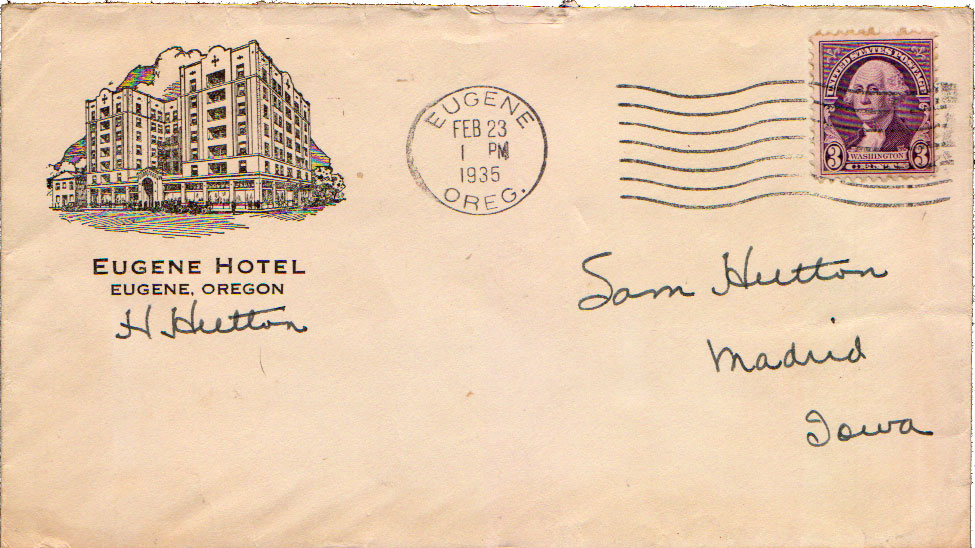 EUGENE HOTEL
EUGENE, OREGON
H Hutton
EUGENE
FEB 23
1 PM
1935
OREG.
UNITED STATES POSTAGE
3 WASHINGTON 3
Sam Hutton
Madrid
Iowa